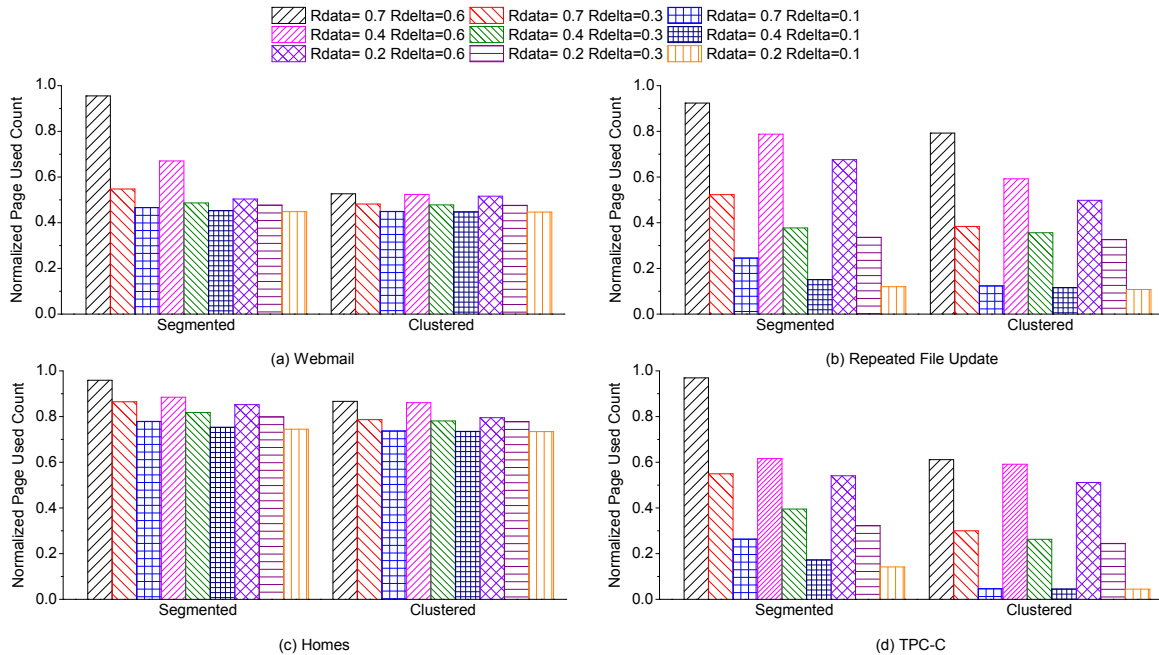 Rdata= 0.7 Rdelta=0.6 Rdata= 0.7 Rdelta=0.3 Rdata= 0.7 Rdelta=0.1
Rdata= 0.4 Rdelta=0.6 Rdata= 0.4 Rdelta=0.3 Rdata= 0.4 Rdelta=0.1
Rdata= 0.2 Rdelta=0.6 Rdata= 0.2 Rdelta=0.3 Rdata= 0.2 Rdelta=0.1
Normalized Page Used Count
1.0
0.8
0.6
0.4
0.2
0.0
Segmented Clustered
(a) Webmail
Normalized Page Used Count
1.0
0.8
0.6
0.4
0.2
0.0
Segmented Clustered
(b) Repeated File Update
Normalized Page Used Count
1.0
0.8
0.6
0.4
0.2
0.0
Segmented Clustered
(c) Homes
Normalized Page Used Count
1.0
0.8
0.6
0.4
0.2
0.0
Segmented Clustered
(d) TPC-C